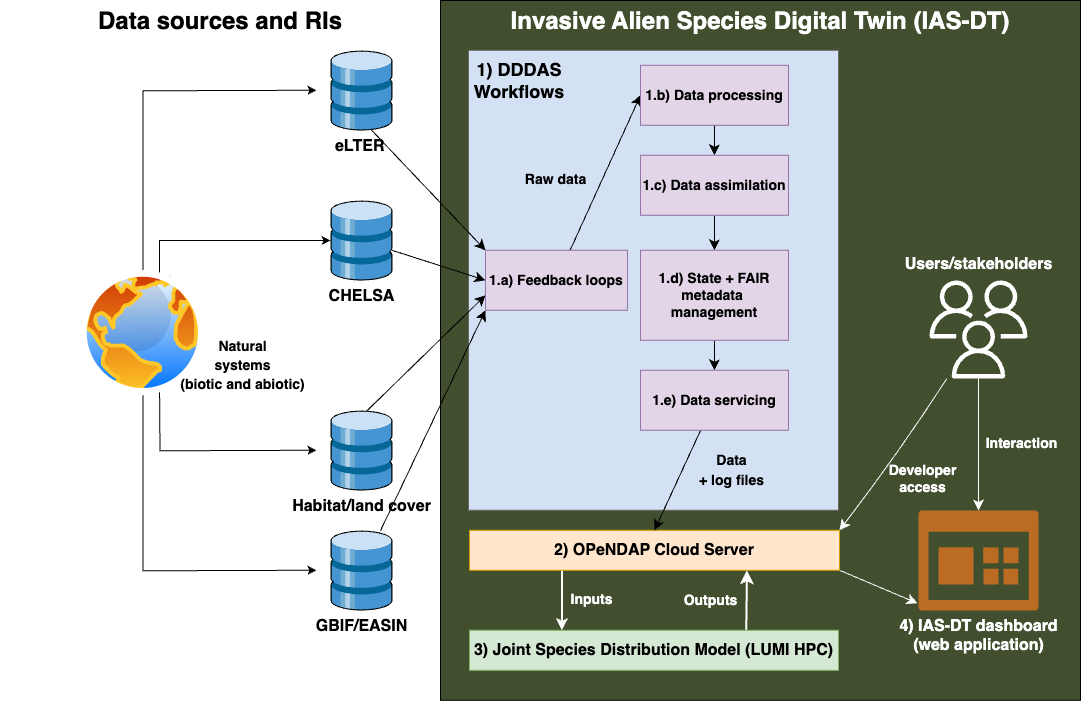 Data sources and RIs
Invasive Alien Species Digital Twin (IAS-DT)
eLTER
CHELSA
Natural
systems
(biotic and abiotic)
Habitat/land cover
GBIF/EASIN
1) DDDAS
Workflows
Raw data
1.a) Feedback loops
1.b) Data processing
1.c) Data assimilation
1.d) State + FAIR
metadata
management
1.e) Data servicing
Data
+ log files
2) OPeNDAP Cloud Server
Inputs
Outputs
3) Joint Species Distribution Model (LUMI HPC)
Users/stakeholders
Interaction
Developer
access
4) IAS-DT dashboard
(web application)